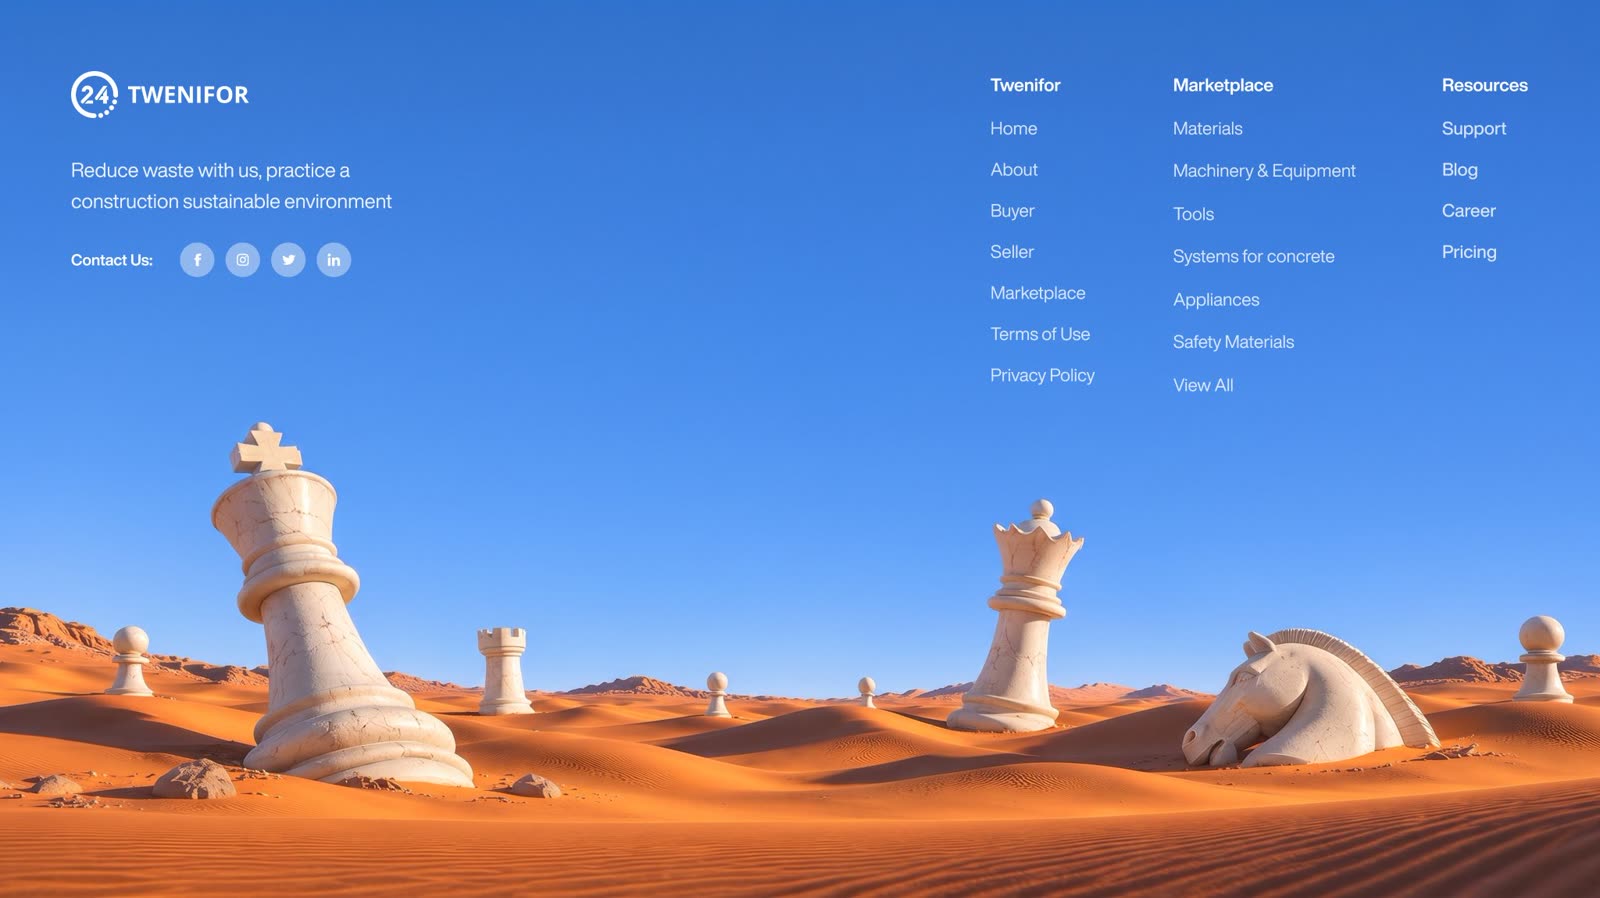 24 TWENIFOR
Reduce waste with us, practice a
construction sustainable environment
Contact Us:
f
in
Twenifor
Home
About
Buyer
Seller
Marketplace
Terms of Use
Privacy Policy
Marketplace
Materials
Machinery & Equipment
Tools
Systems for concrete
Appliances
Safety Materials
View All
Resources
Support
Blog
Career
Pricing